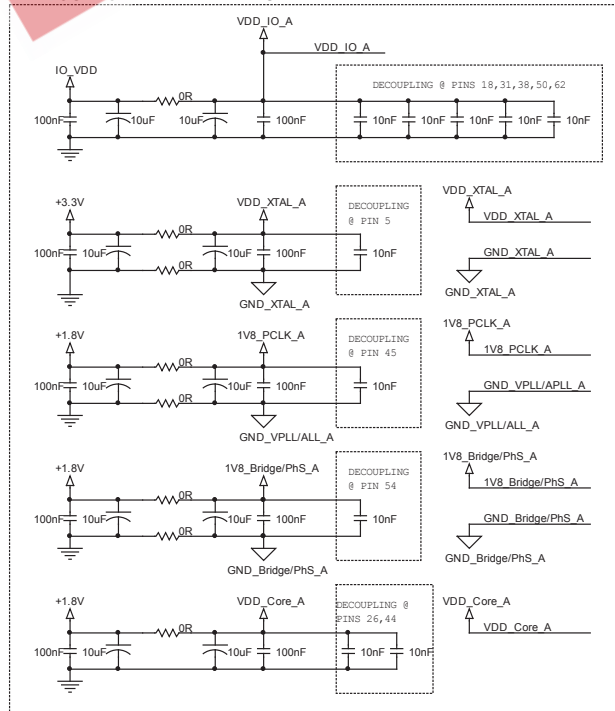 VDD_IO_A
VDD_IO_A
IO_VDD
DECOUPLING @ PINS 18,31,38,50,62
0R
100nF 10uF 10uF 100nF 10nF 10nF 10nF 10nF 10nF
+3.3V VDD_XTAL_A DECOUPLING VDD_XTAL_A
@ PIN 5 VDD_XTAL_A
0R
100nF 10uF 10uF 100nF 10nF GND_XTAL_A
0R
GND_XTAL_A GND_XTAL_A
+1.8V 1V8_PCLK_A DECOUPLING 1V8_PCLK_A
@ PIN 45 1V8_PCLK_A
0R
100nF 10uF 10uF 100nF 10nF GND_VPLL/APLL_A
0R
GND_VPLL/ALL_A GND_VPLL/ALL_A
+1.8V 1V8_Bridge/PhS_A DECOUPLING 1V8_Bridge/PhS_A
@ PIN 54 1V8_Bridge/PhS_A
0R
100nF 10uF 10uF 100nF 10nF GND_Bridge/PhS_A
0R
GND_Bridge/PhS_A GND_Bridge/PhS_A
+1.8V VDD_Core_A DECOUPLING @ VDD_Core_A
PINS 26,44 VDD_Core_A
0R
100nF 10uF 10uF 100nF 10nF 10nF